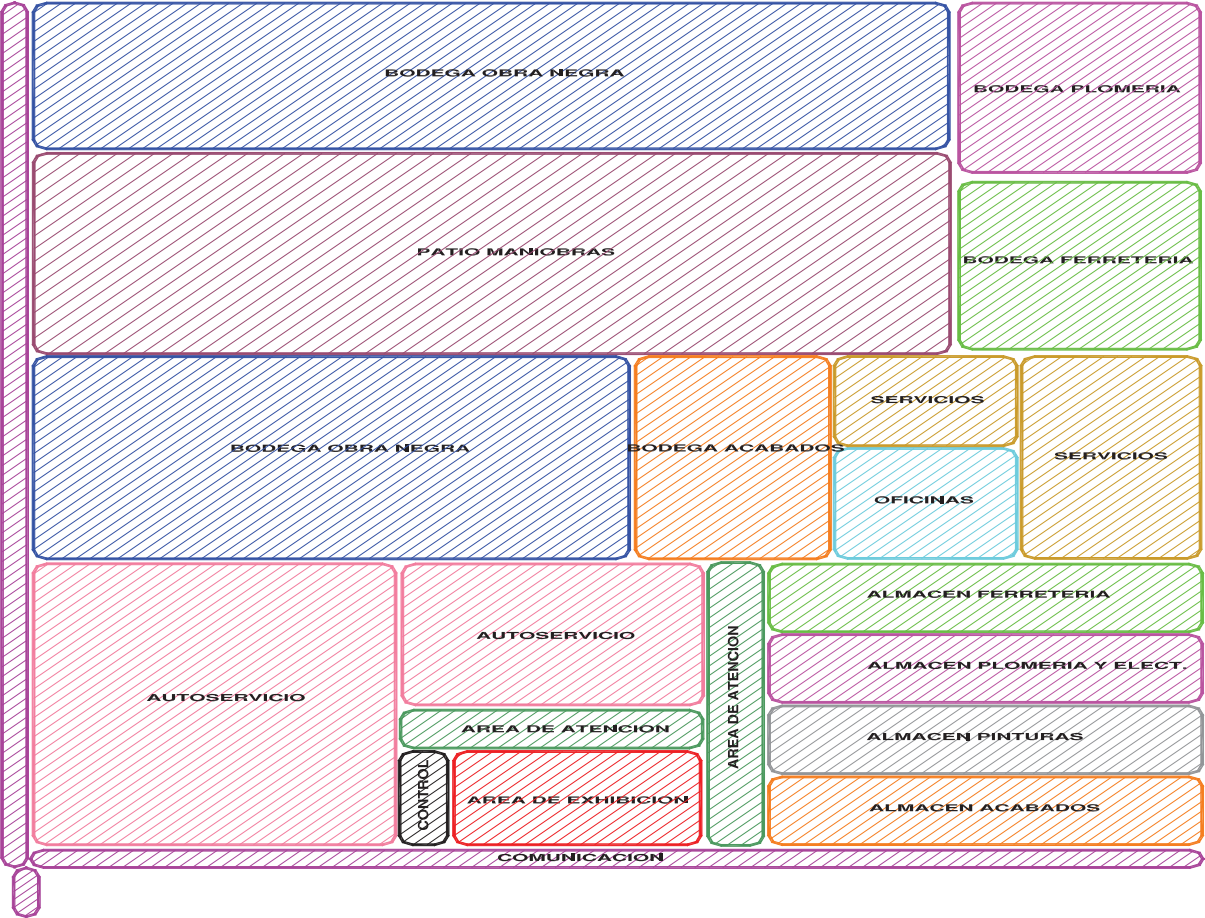 BODEGA OBRA NEGRA
BODEGA PLOMERIA
PATIO MANIOBRAS
BODEGA FERRETERIA
BODEGA OBRA NEGRA
BODEGA ACABADOS
SERVICIOS
OFICINAS
SERVICIOS
AUTOSERVICIO
AUTOSERVICIO
AREA DE ATENCION
CONTROL
AREA DE EXHIBICION
AREA DE ATENCION
ALMACEN FERRETERIA
ALMACEN PLOMERIA Y ELECT.
ALMACEN PINTURAS
ALMACEN ACABADOS
COMUNICACION